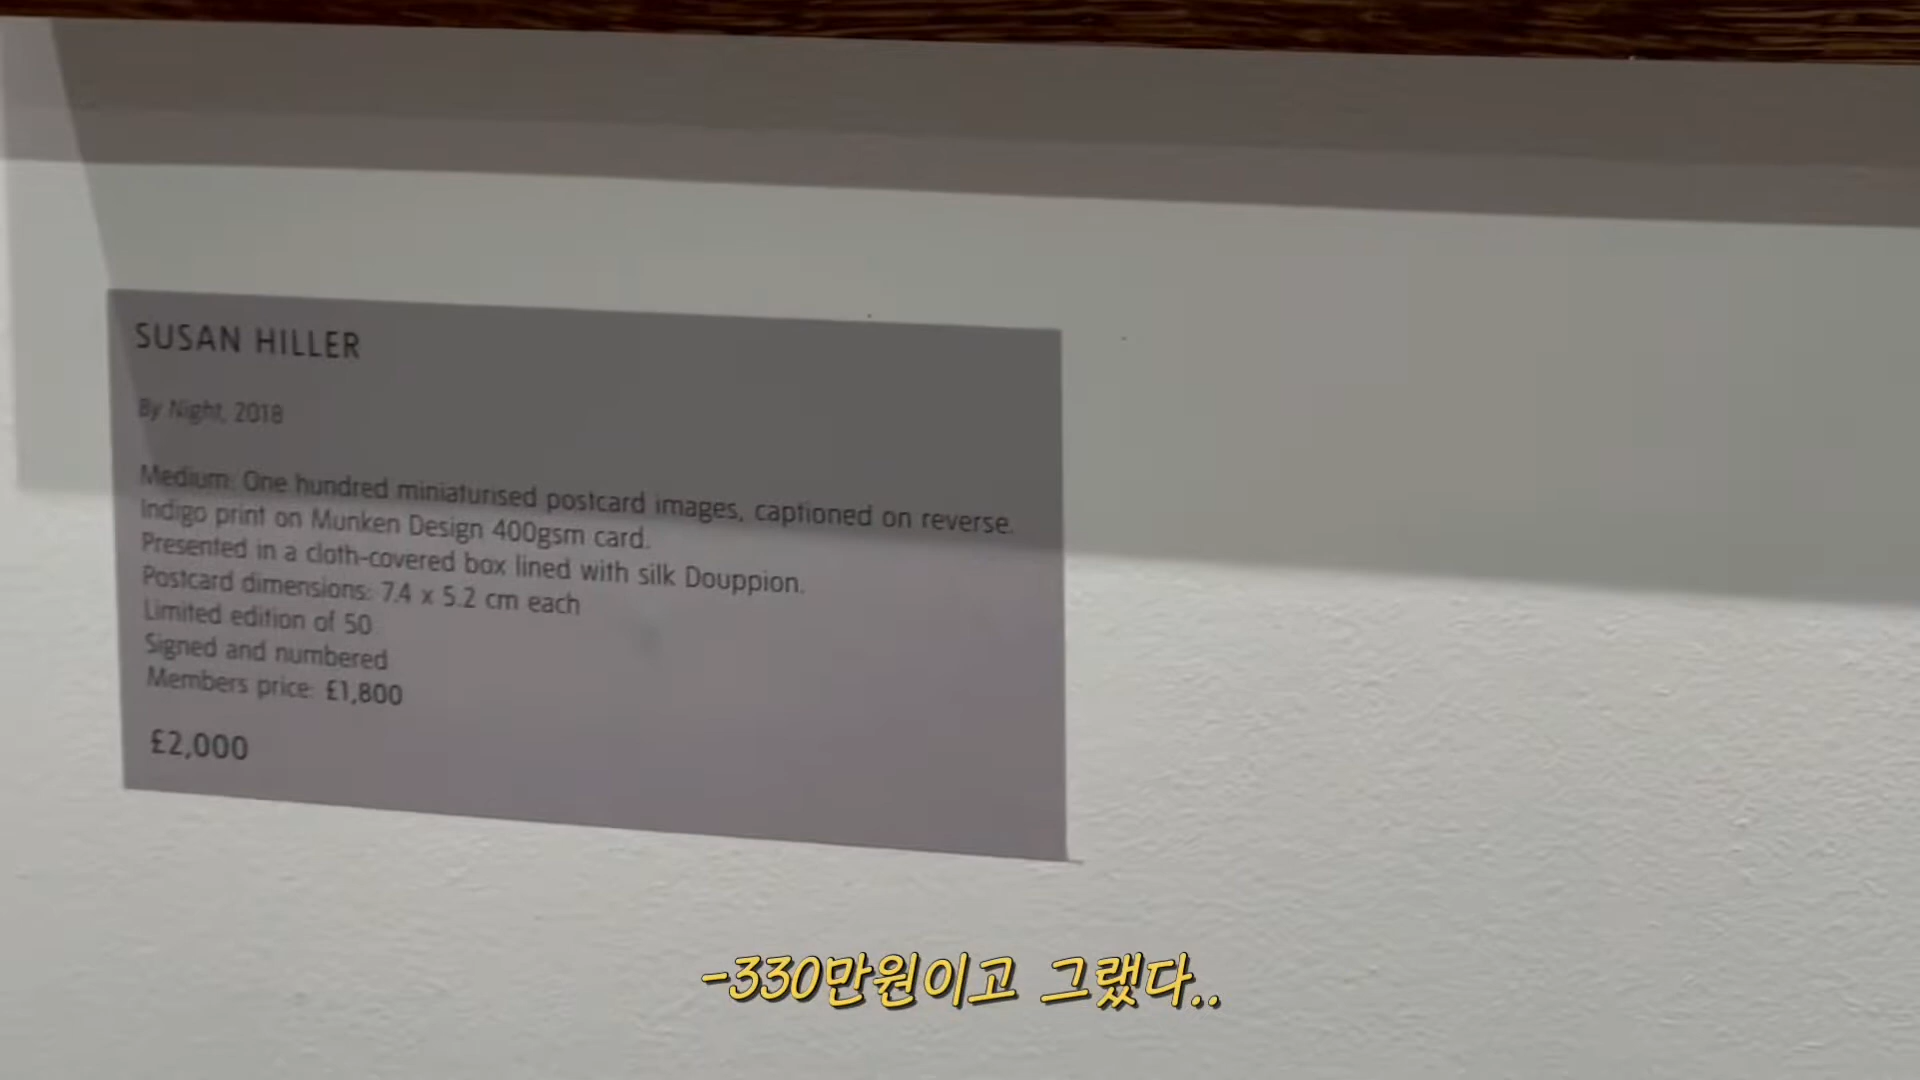 SUSAN HILLER
By Night, 2018
Medium: One hundred miniaturised postcard images, captioned on reverse.
Indigo print on Munken Design 400gsm card.
Presented in a cloth-covered box lined with silk Douppion.
Postcard dimensions: 7.4 x 5.2 cm each
Limited edition of 50
Signed and numbered
Members price: £1,800
£2,000
-330만원이고 그랬다..